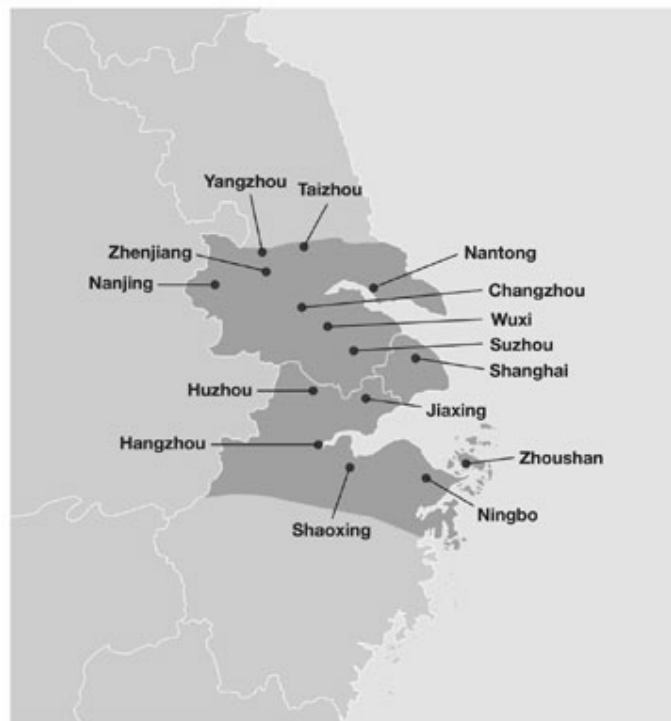 Yangzhou
Taizhou
Zhenjiang
Nantong
Nanjing
Changzhou
Wuxi
Suzhou
Shanghai
Huzhou
Jiaxing
Hangzhou
Zhoushan
Ningbo
Shaoxing